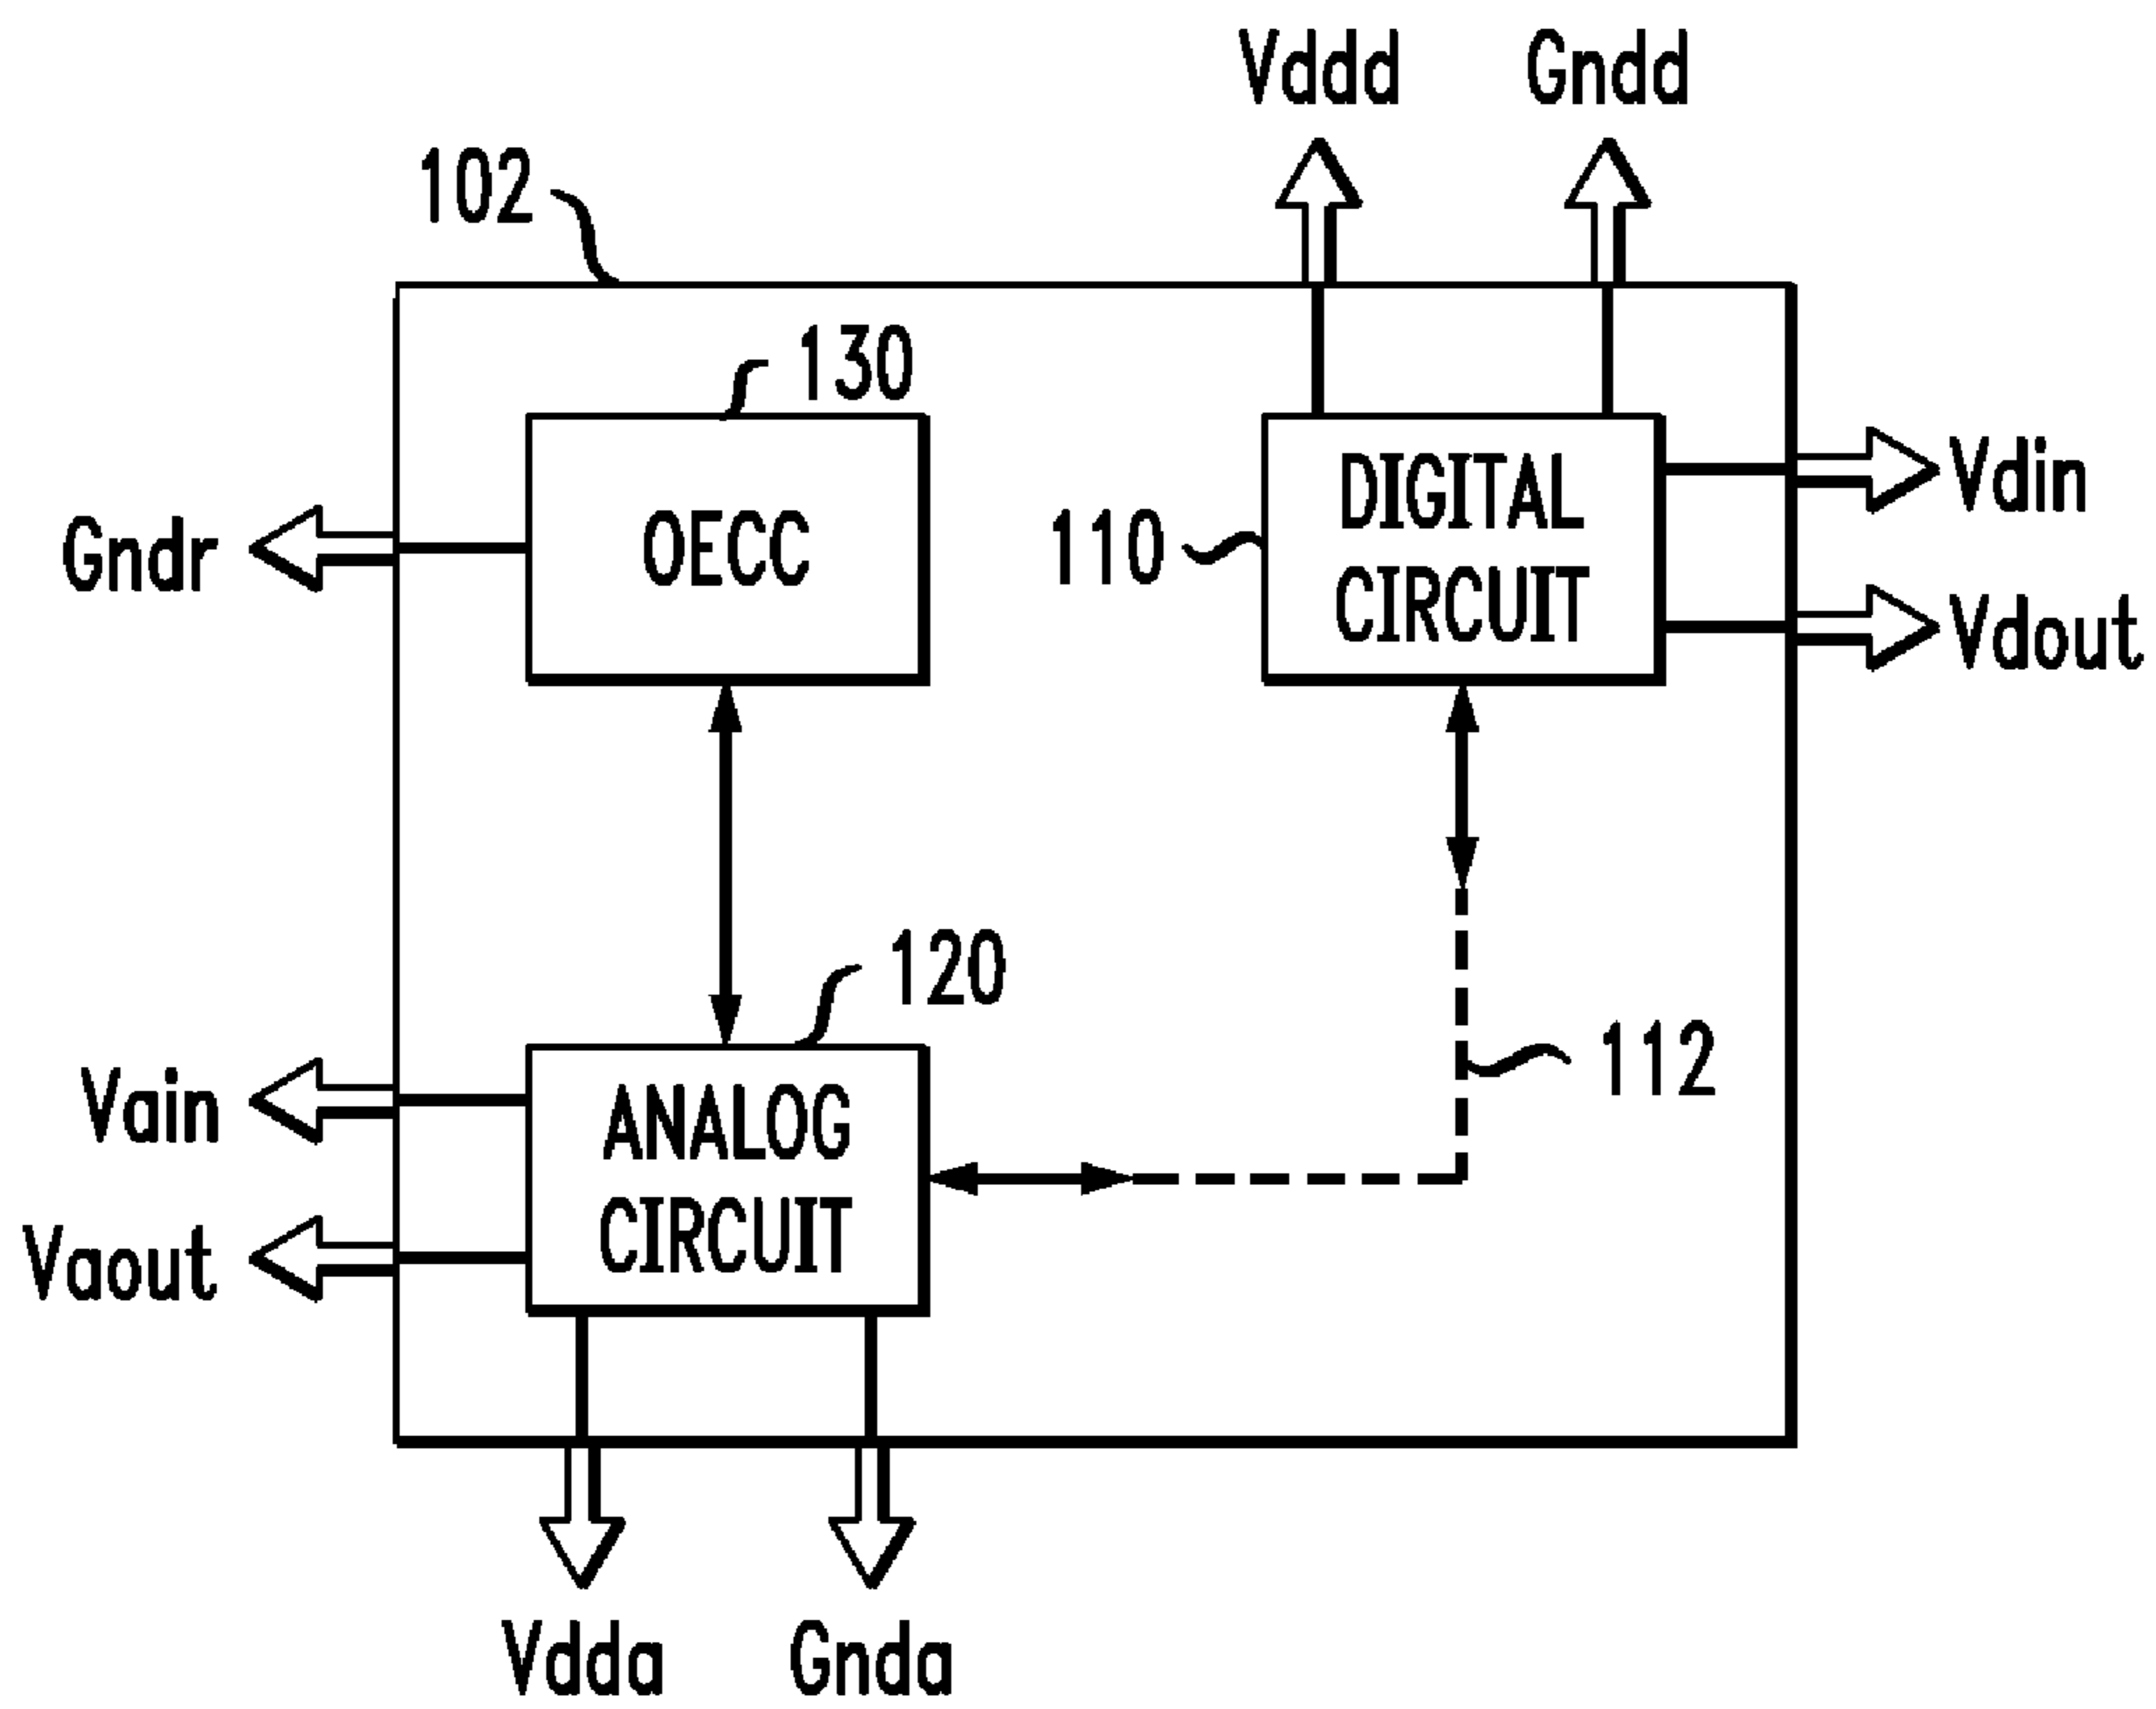 Vddd Gndd
102
130
OECC
DIGITAL
CIRCUIT
110
Vdin
Gndr
Vdout
120
112
Vain
ANALOG
CIRCUIT
Vaout
Vdda Gnda